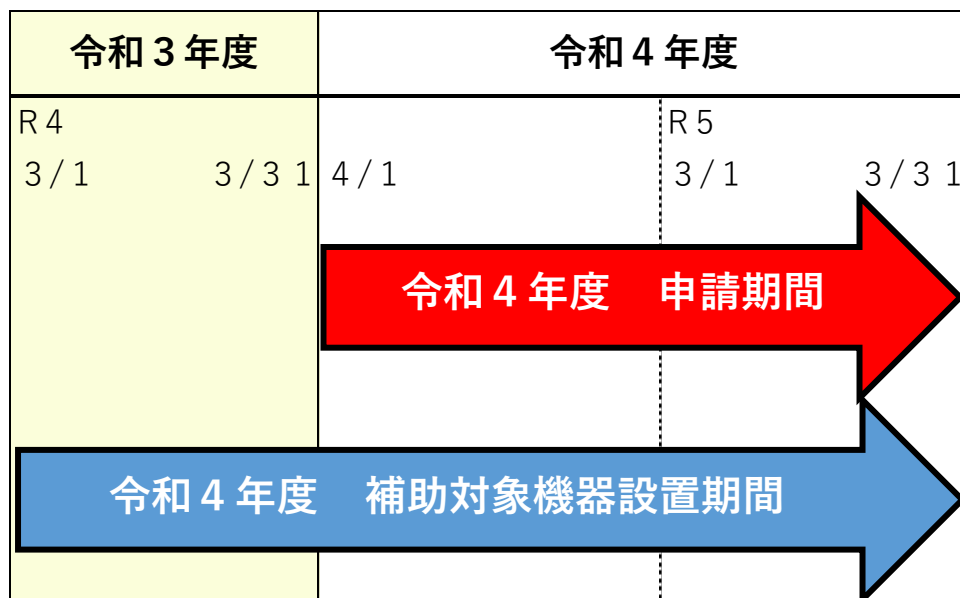 令和３年度　令和４年度
Ｒ４　Ｒ５
３/１　３/３１　４/１　３/１　３/３１
令和４年度　申請期間
令和４年度　補助対象機器設置期間